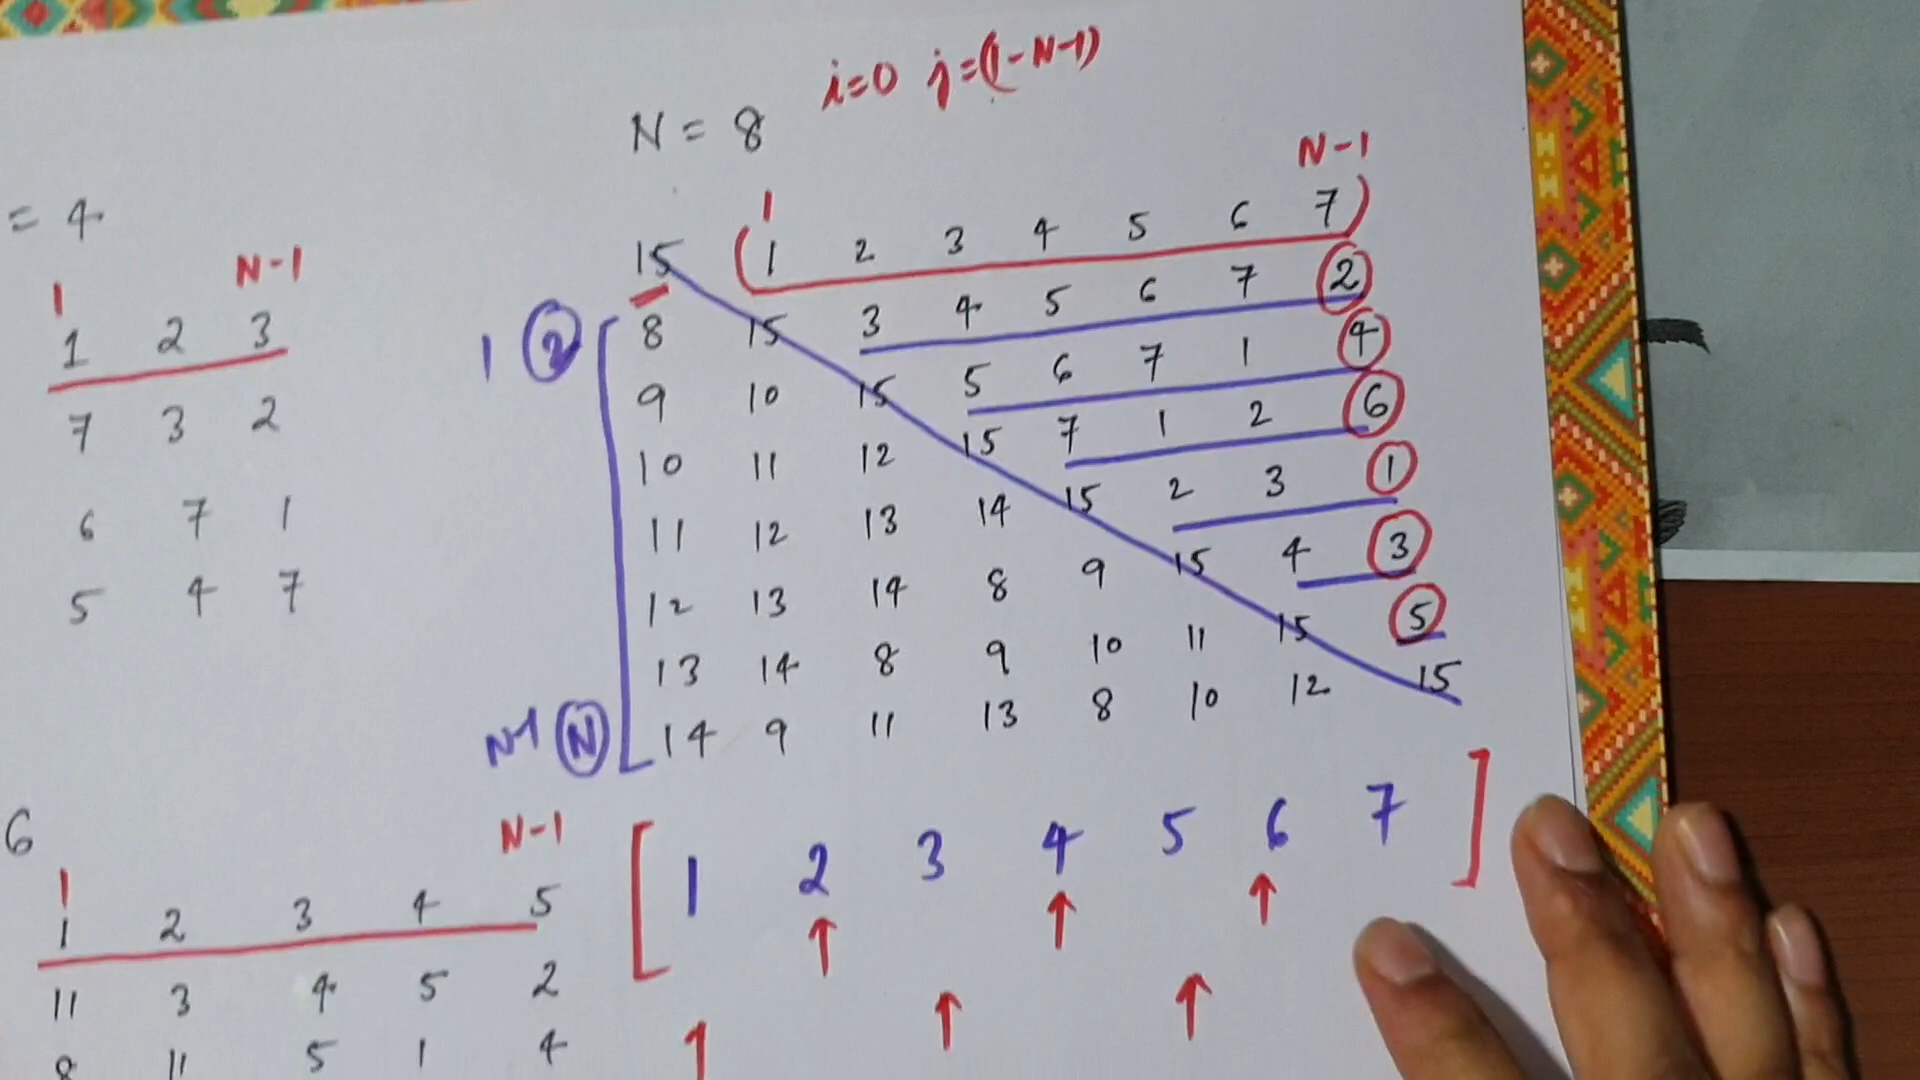 i=0 j=(1-N-1)
N = 8
N-1
1
15 (1 2 3 4 5 6 7)
1 2 8 15 3 4 5 6 7 2
9 10 15 5 6 7 1 4
10 11 12 15 7 1 2 6
11 12 13 14 15 2 3 1
12 13 14 8 9 15 4 3
13 14 8 9 10 11 15 5
N-1 N 14 9 11 13 8 10 12 15
[1 2 3 4 5 6 7]
= 4
1 N-1
1 2 3
7 3 2
6 7 1
5 4 7
6
1 N-1
1 2 3 4 5
11 3 4 5 2
8 11 5 1 4